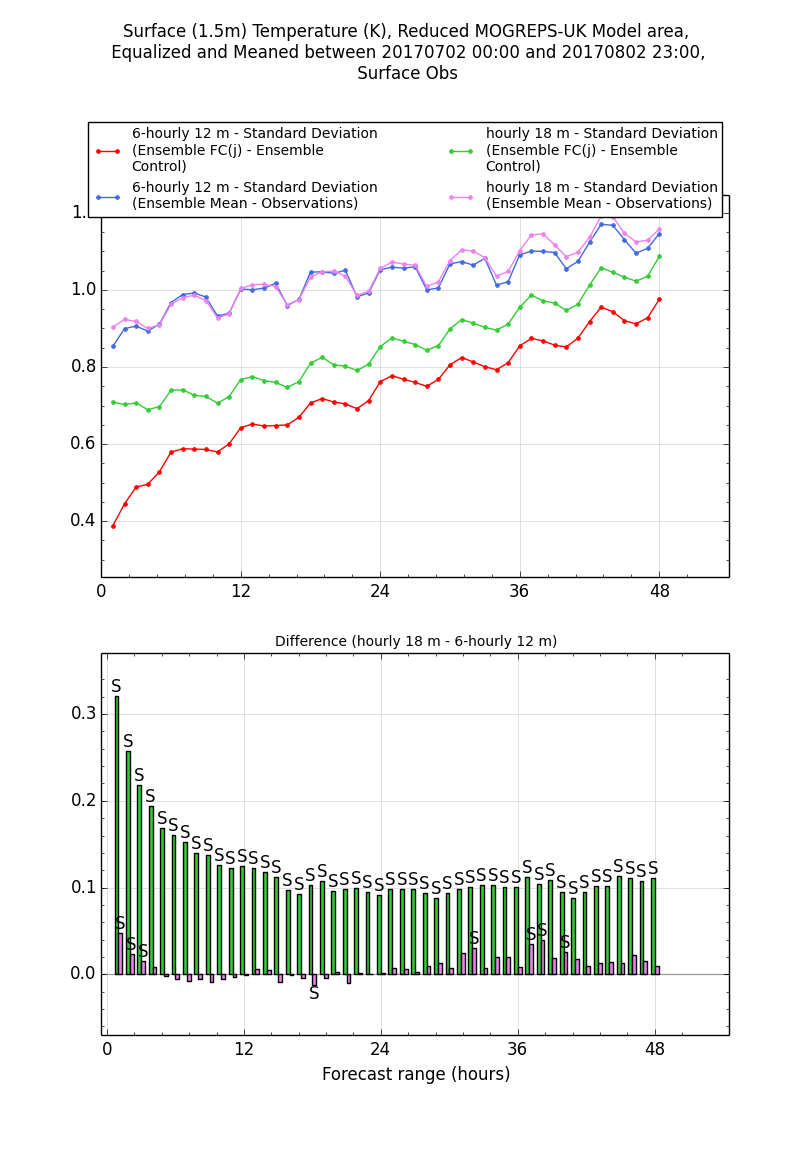 Surface (1.5m) Temperature (K), Reduced MOGREPS-UK Model area,
Equalized and Meaned between 20170702 00:00 and 20170802 23:00,
Surface Obs
6-hourly 12 m - Standard Deviation
(Ensemble FC(j) - Ensemble
Control)
hourly 18 m - Standard Deviation
(Ensemble FC(j) - Ensemble
Control)
6-hourly 12 m - Standard Deviation
(Ensemble Mean - Observations)
hourly 18 m - Standard Deviation
(Ensemble Mean - Observations)
1.0
0.8
0.6
0.4
0 12 24 36 48
Difference (hourly 18 m - 6-hourly 12 m)
S S S S S S S S S S S S S S S S S S S S S S S S S S S S S S S S S S S S S S S S S S S S S S S S
S S S S S S S S
0.3
0.2
0.1
0.0
0 12 24 36 48
Forecast range (hours)